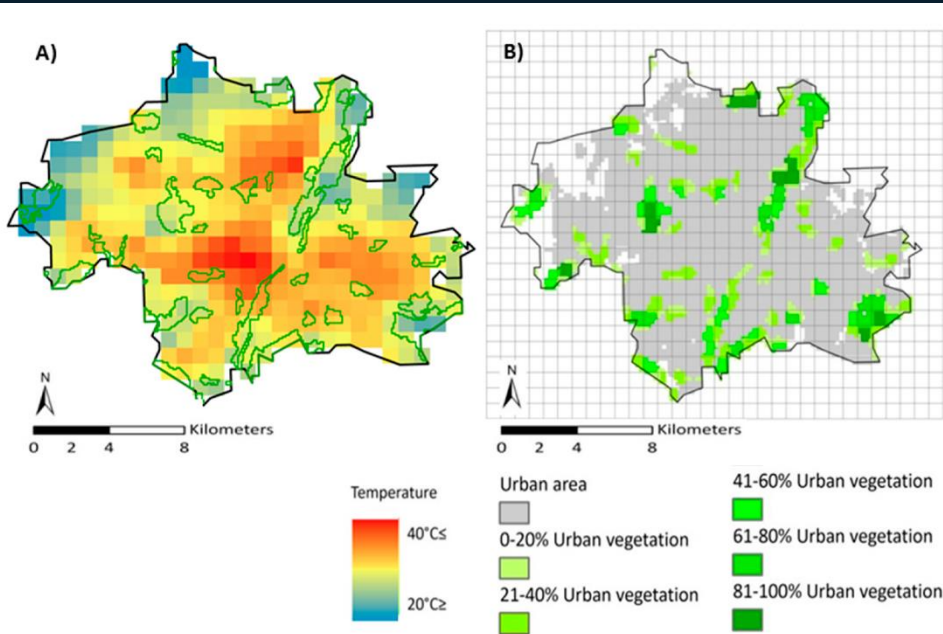 A)
B)
N
0 2 4 8 Kilometers
N
0 2 4 8 Kilometers
Temperature
40°C≤
20°C≥
Urban area
0-20% Urban vegetation
21-40% Urban vegetation
41-60% Urban vegetation
61-80% Urban vegetation
81-100% Urban vegetation